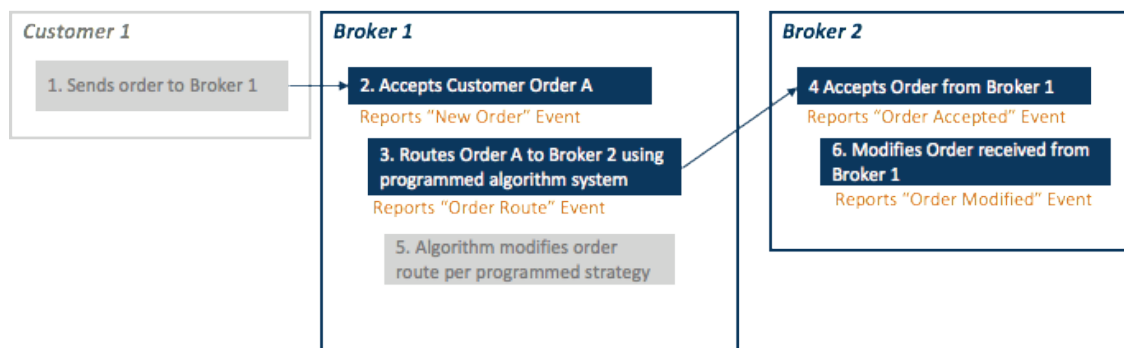 Customer 1
1. Sends order to Broker 1
Broker 1
2. Accepts Customer Order A
Reports "New Order" Event
3. Routes Order A to Broker 2 using
programmed algorithm system
Reports "Order Route" Event
5. Algorithm modifies order
route per programmed strategy
Broker 2
4 Accepts Order from Broker 1
Reports "Order Accepted" Event
6. Modifies Order received from
Broker 1
Reports "Order Modified" Event